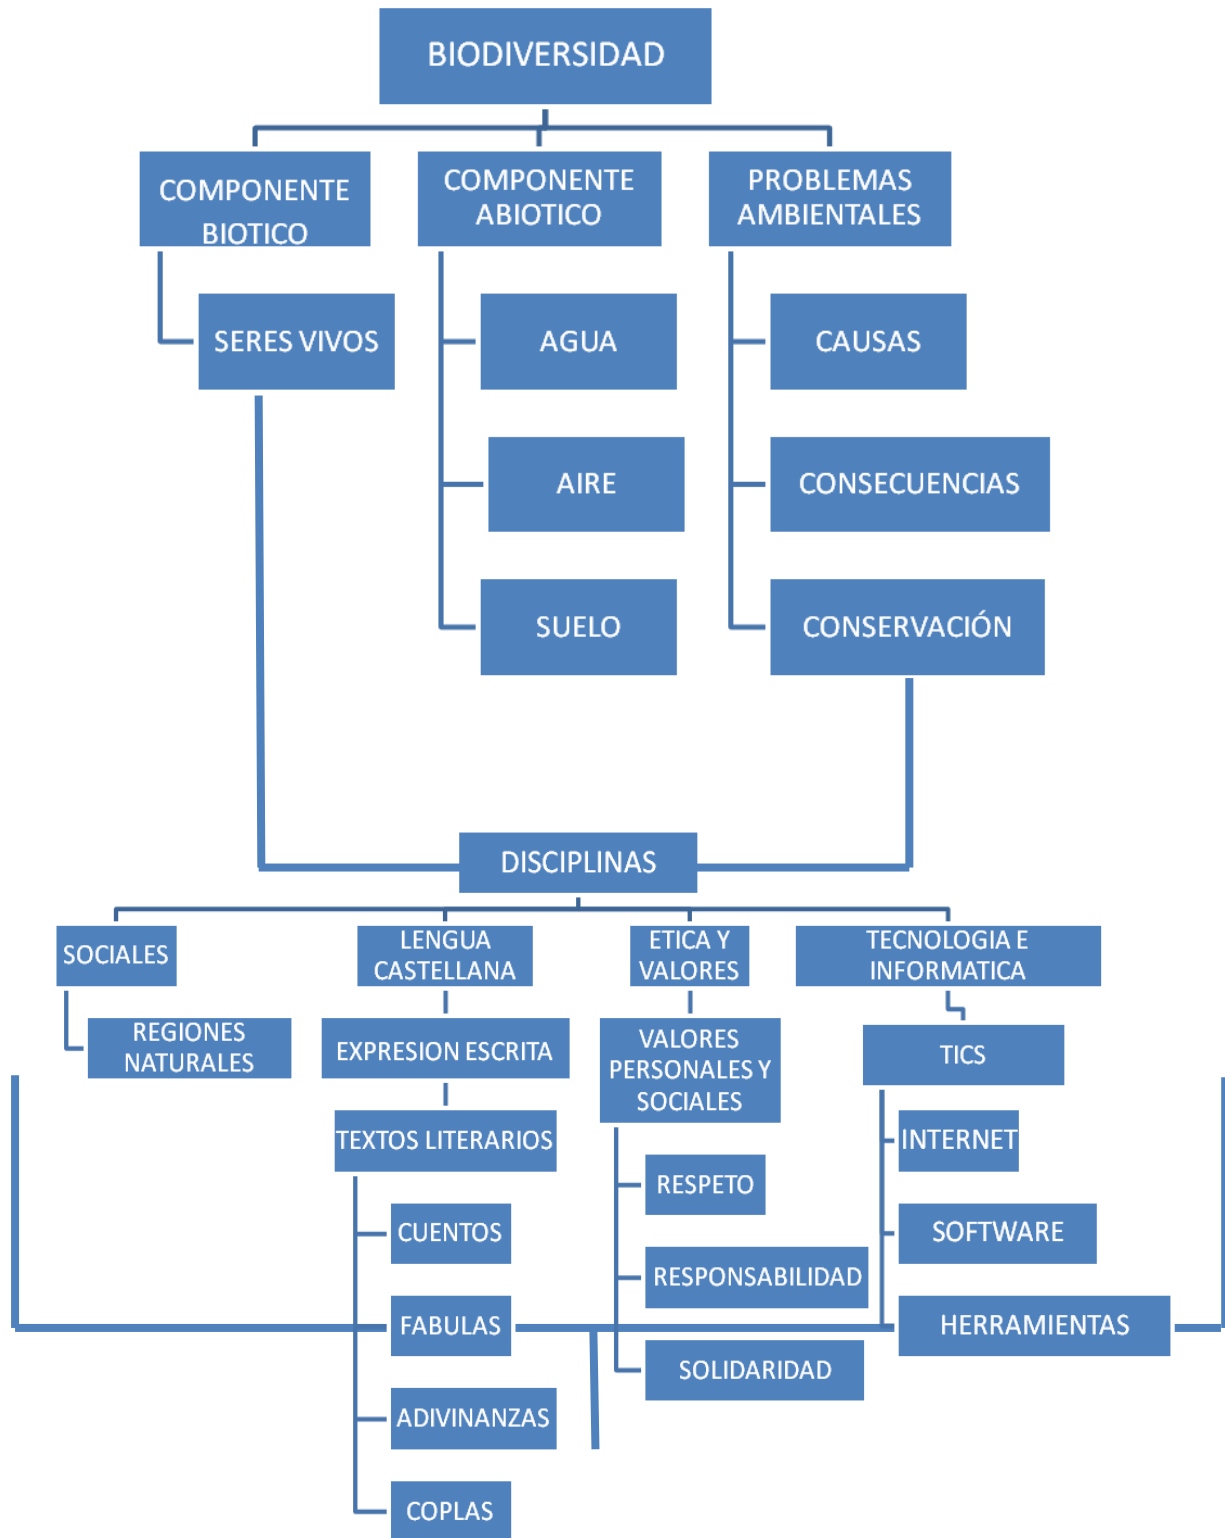 BIODIVERSIDAD
COMPONENTE
BIOTICO
COMPONENTE
ABIOTICO
PROBLEMAS
AMBIENTALES
SERES VIVOS
AGUA
CAUSAS
AIRE
CONSECUENCIAS
SUELO
CONSERVACIÓN
DISCIPLINAS
SOCIALES
LENGUA
CASTELLANA
ETICA Y
VALORES
TECNOLOGIA E
INFORMATICA
REGIONES
NATURALES
EXPRESION ESCRITA
VALORES
PERSONALES Y
SOCIALES
TICS
TEXTOS LITERARIOS
INTERNET
RESPETO
CUENTOS
SOFTWARE
RESPONSABILIDAD
FABULAS
HERRAMIENTAS
SOLIDARIDAD
ADIVINANZAS
COPLAS